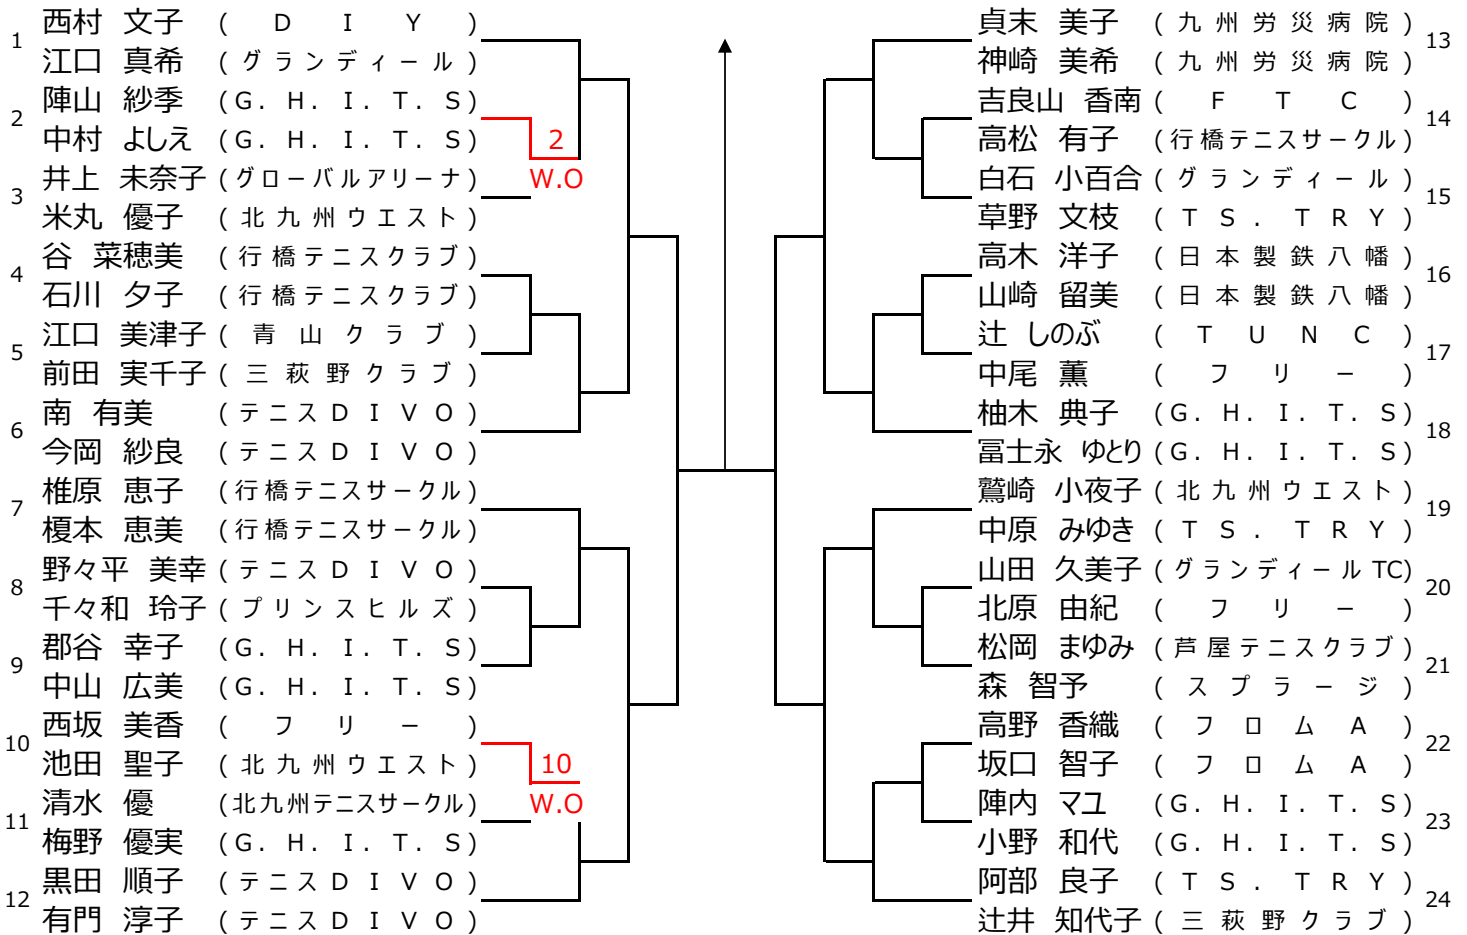 1 西村 文子 (DIY)
江口 真希 (グランディール)
2 陣山 紗季 (G.H.I.T.S)
中村 よしえ (G.H.I.T.S)
2
W.O
3 井上 未奈子 (グローバルアリーナ)
米丸 優子 (北九州ウエスト)
4 谷 菜穂美 (行橋テニスクラブ)
石川 夕子 (行橋テニスクラブ)
5 江口 美津子 (青山クラブ)
前田 実千子 (三萩野クラブ)
6 南 有美 (テニスDIVO)
今岡 紗良 (テニスDIVO)
7 椎原 恵子 (行橋テニスサークル)
榎本 恵美 (行橋テニスサークル)
8 野々平 美幸 (テニスDIVO)
千々和 玲子 (プリンスヒルズ)
9 郡谷 幸子 (G.H.I.T.S)
中山 広美 (G.H.I.T.S)
10 西坂 美香 (フリー)
池田 聖子 (北九州ウエスト)
10
W.O
11 清水 優 (北九州テニスサークル)
梅野 優実 (G.H.I.T.S)
12 黒田 順子 (テニスDIVO)
有門 淳子 (テニスDIVO)
貞末 美子 (九州労災病院) 13
神崎 美希 (九州労災病院)
吉良山 香南 (FTC) 14
高松 有子 (行橋テニスサークル)
白石 小百合 (グランディール) 15
草野 文枝 (TS.TRY)
高木 洋子 (日本製鉄八幡) 16
山崎 留美 (日本製鉄八幡)
辻 しのぶ (TUNC) 17
中尾 薫 (フリー)
柚木 典子 (G.H.I.T.S) 18
冨士永 ゆとり (G.H.I.T.S)
鷲崎 小夜子 (北九州ウエスト) 19
中原 みゆき (TS.TRY)
山田 久美子 (グランディールTC) 20
北原 由紀 (フリー)
松岡 まゆみ (芦屋テニスクラブ) 21
森 智予 (スプラージ)
高野 香織 (フロムA) 22
坂口 智子 (フロムA)
陣内 マユ (G.H.I.T.S) 23
小野 和代 (G.H.I.T.S)
阿部 良子 (TS.TRY) 24
辻井 知代子 (三萩野クラブ)